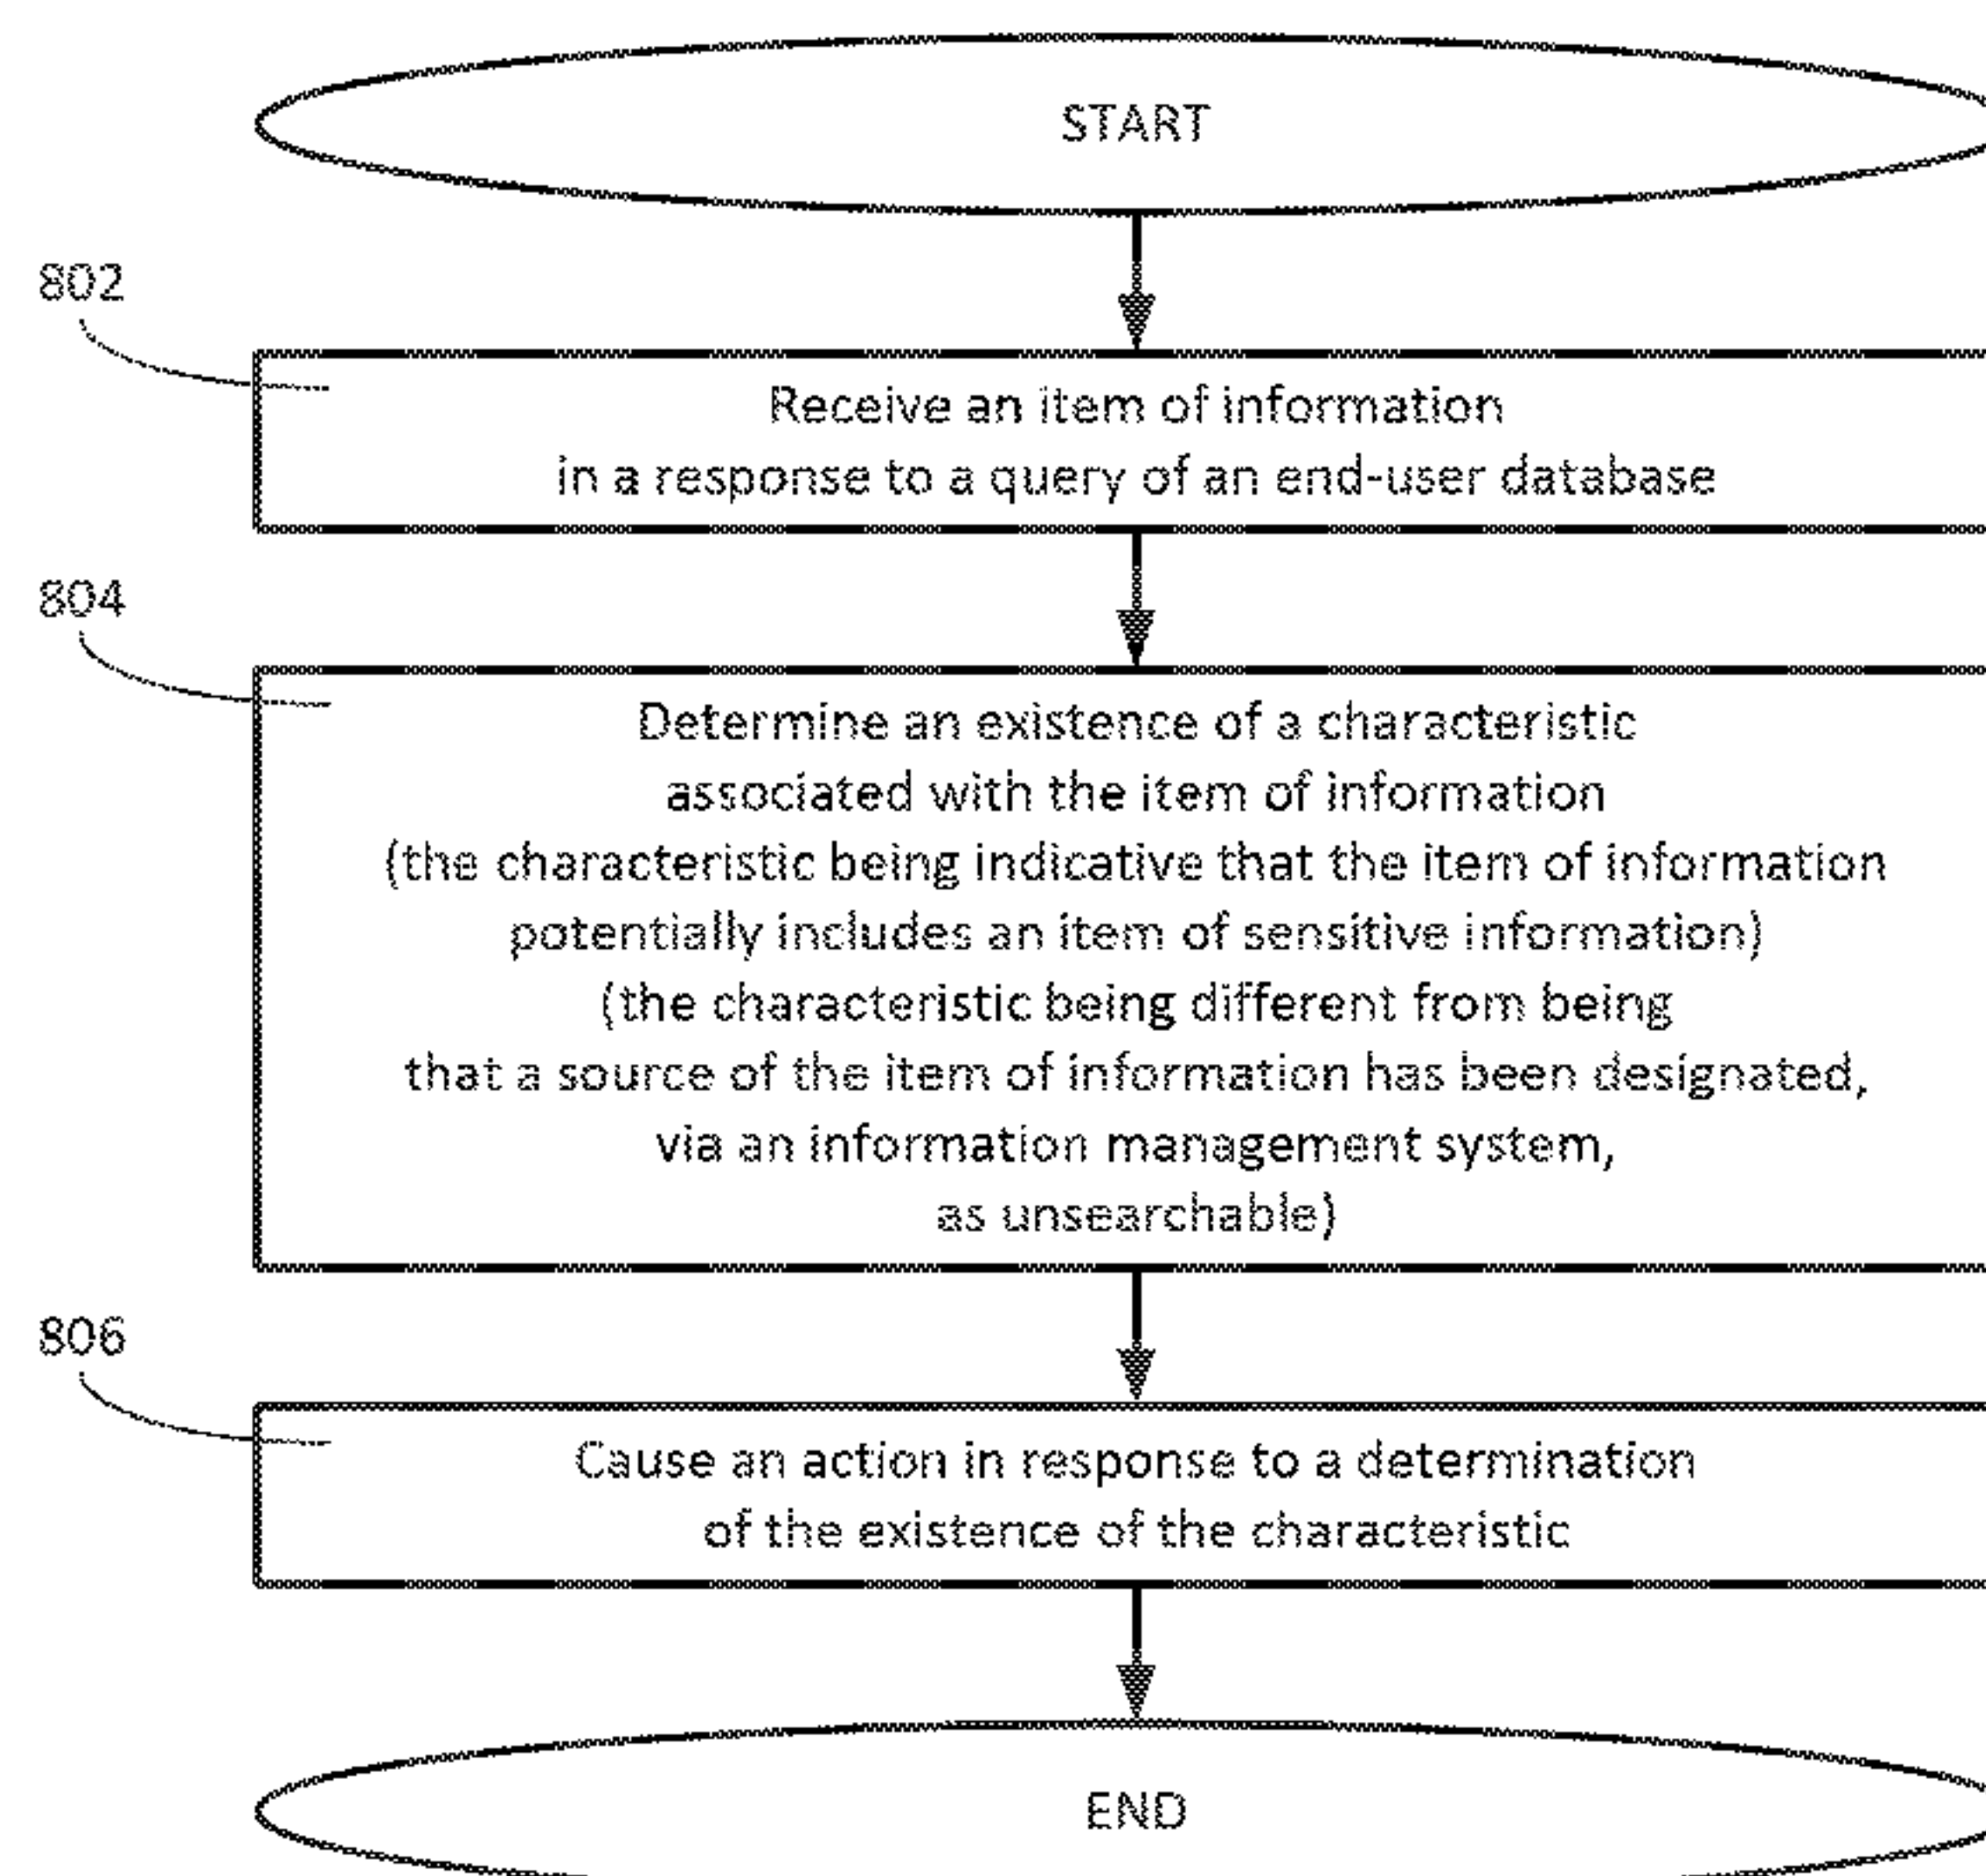 START
802
Receive an item of information
in a response to a query of an end-user database
804
Determine an existence of a characteristic
associated with the item of information
(the characteristic being indicative that the item of information
potentially includes an item of sensitive information)
(the characteristic being different from being
that a source of the item of information has been designated,
via an information management system,
as unsearchable)
806
Cause an action in response to a determination
of the existence of the characteristic
END